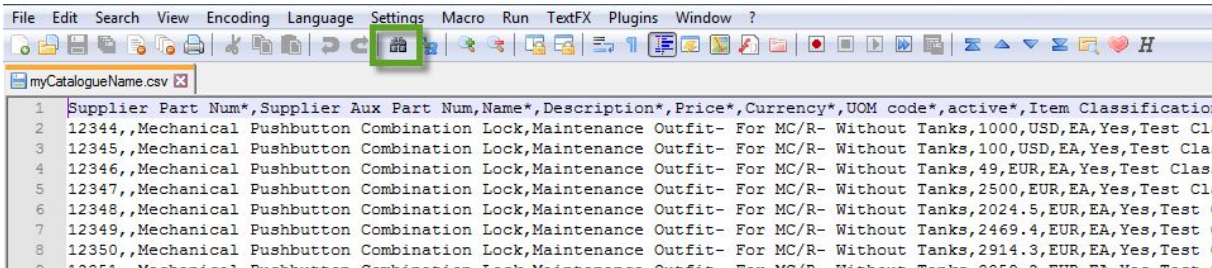 File Edit Search View Encoding Language Settings Macro Run TextFX Plugins Window ?
myCatalogueName.csv
1 Supplier Part Num*,Supplier Aux Part Num,Name*,Description*,Price*,Currency*,UOM code*,active*,Item Classificatio
2 12344,,Mechanical Pushbutton Combination Lock,Maintenance Outfit- For MC/R- Without Tanks,1000,USD,EA,Yes,Test Cl
3 12345,,Mechanical Pushbutton Combination Lock,Maintenance Outfit- For MC/R- Without Tanks,100,USD,EA,Yes,Test Cla
4 12346,,Mechanical Pushbutton Combination Lock,Maintenance Outfit- For MC/R- Without Tanks,49,EUR,EA,Yes,Test Clas
5 12347,,Mechanical Pushbutton Combination Lock,Maintenance Outfit- For MC/R- Without Tanks,2500,EUR,EA,Yes,Test Cl
6 12348,,Mechanical Pushbutton Combination Lock,Maintenance Outfit- For MC/R- Without Tanks,2024.5,EUR,EA,Yes,Test
7 12349,,Mechanical Pushbutton Combination Lock,Maintenance Outfit- For MC/R- Without Tanks,2469.4,EUR,EA,Yes,Test
8 12350,,Mechanical Pushbutton Combination Lock,Maintenance Outfit- For MC/R- Without Tanks,2914.3,EUR,EA,Yes,Test